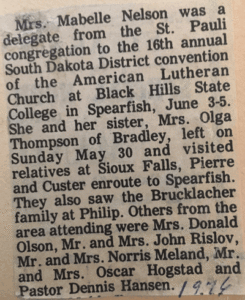 Mrs. Mabelle Nelson was a
delegate from the St. Pauli
congregation to the 16th annual
South Dakota District convention
of the American Lutheran
Church at Black Hills State
College in Spearfish, June 3-5.
She and her sister, Mrs. Olga
Thompson of Bradley, left on
Sunday May 30 and visited
relatives at Sioux Falls, Pierre
and Custer enroute to Spearfish.
They also saw the Brucklacher
family at Philip. Others from the
area attending were Mrs. Donald
Olson, Mr. and Mrs. John Rislov,
Mr. and Mrs. Norris Meland, Mr.
and Mrs. Oscar Hogstad and
Pastor Dennis Hansen. 1976